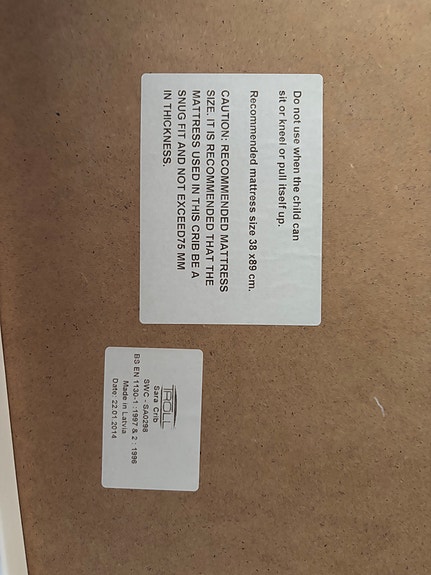 Do not use when the child can
sit or kneel or pull itself up.
Recommended mattress size 38 x89 cm.
CAUTION: RECOMMENDED MATTRESS
SIZE. IT IS RECOMMENDED THAT THE
MATTRESS USED IN THIS CRIB BE A
SNUG FIT AND NOT EXCEED75 MM
IN THICKNESS.
TROLL
Sara Crib
SWC - SA0298
BS EN 1130-1 :1997 & 2 : 1996
Made in Latvia
Date: 22.01.2014